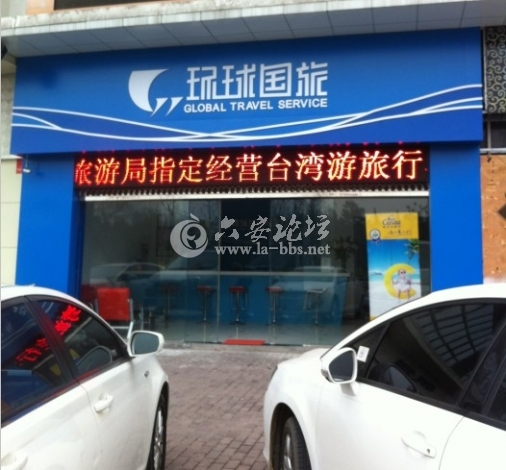 环球国旅
GLOBAL TRAVEL SERVICE
旅游局指定经营台湾游旅行
六安论坛
www.la-bbs.net